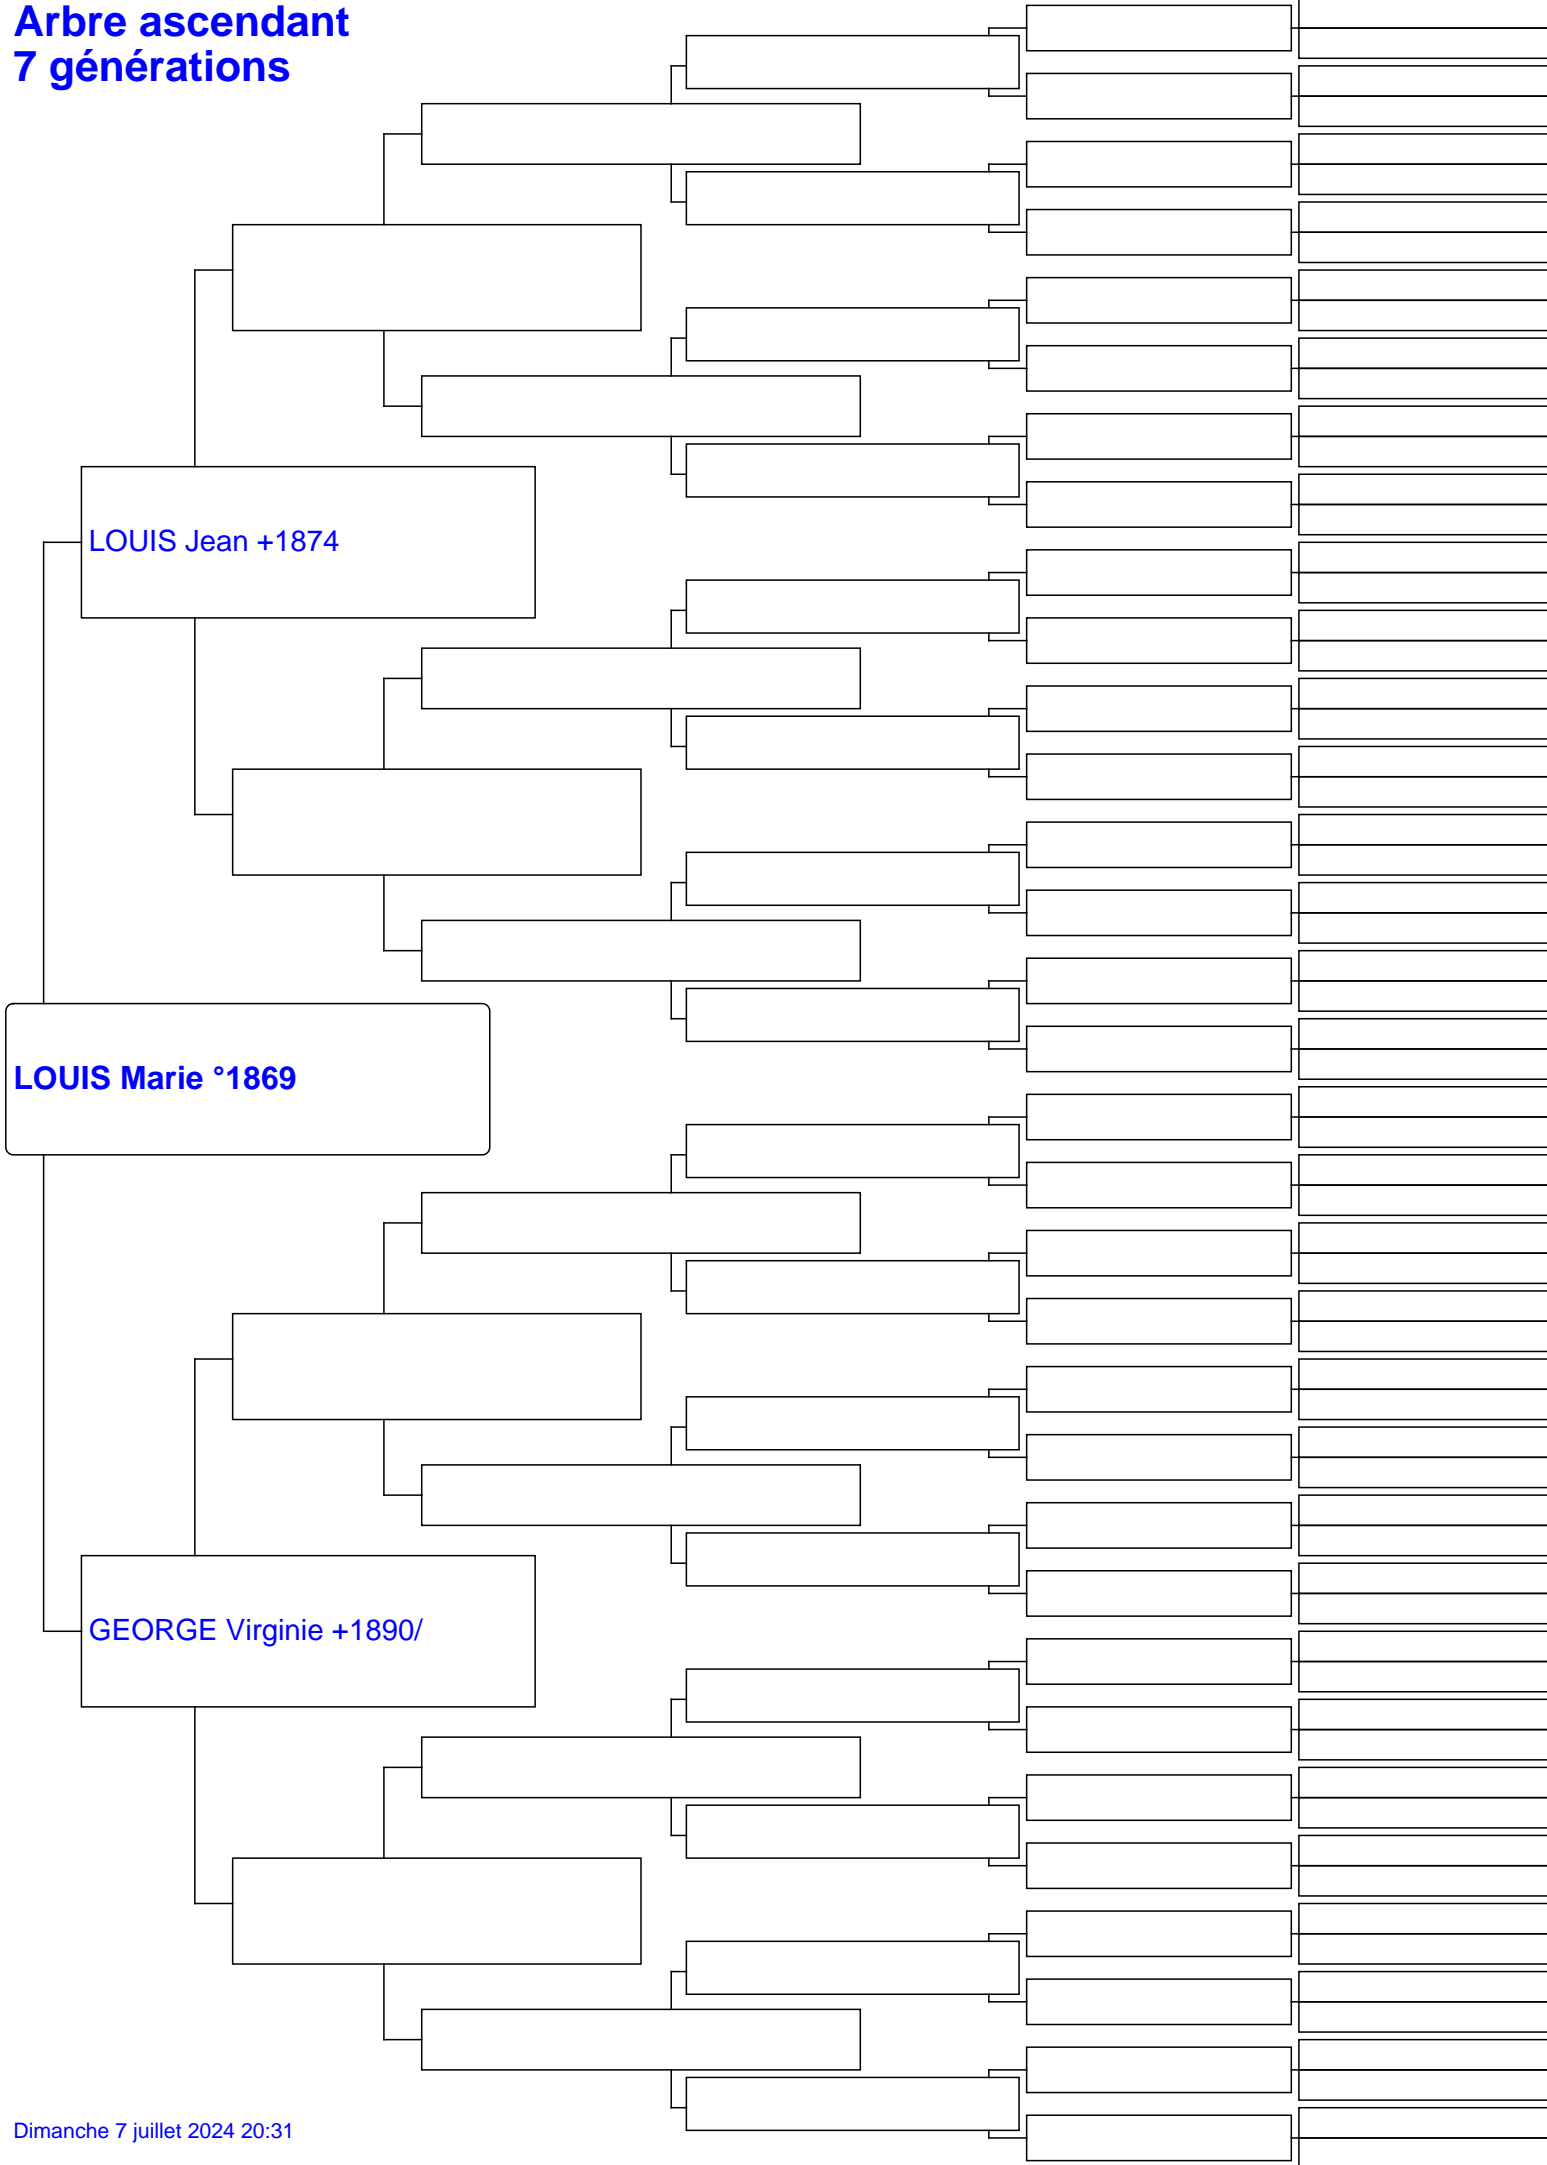 Arbre ascendant
7 générations
LOUIS Jean +1874
LOUIS Marie °1869
GEORGE Virginie +1890/
Dimanche 7 juillet 2024 20:31